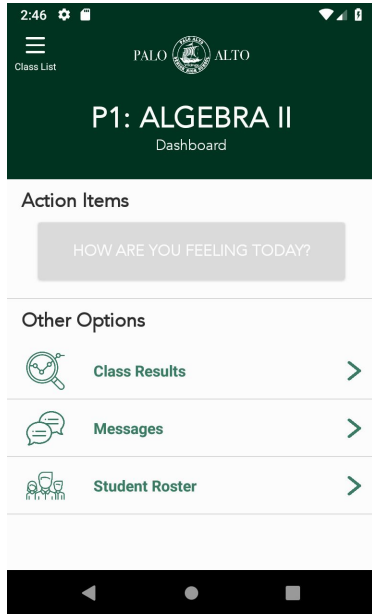 2:46
Class List
PALO ALTO
P1: ALGEBRA II
Dashboard
Action Items
HOW ARE YOU FEELING TODAY?
Other Options
Class Results
Messages
Student Roster